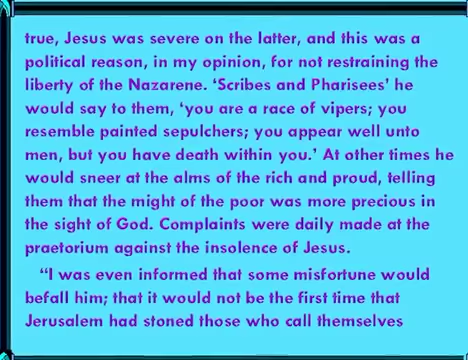 true, Jesus was severe on the latter, and this was a
political reason, in my opinion, for not restraining the
liberty of the Nazarene. ‘Scribes and Pharisees’ he
would say to them, ‘you are a race of vipers; you
resemble painted sepulchers; you appear well unto
men, but you have death within you.’ At other times he
would sneer at the alms of the rich and proud, telling
them that the might of the poor was more precious in
the sight of God. Complaints were daily made at the
praetorium against the insolence of Jesus.
“I was even informed that some misfortune would
befall him; that it would not be the first time that
Jerusalem had stoned those who call themselves